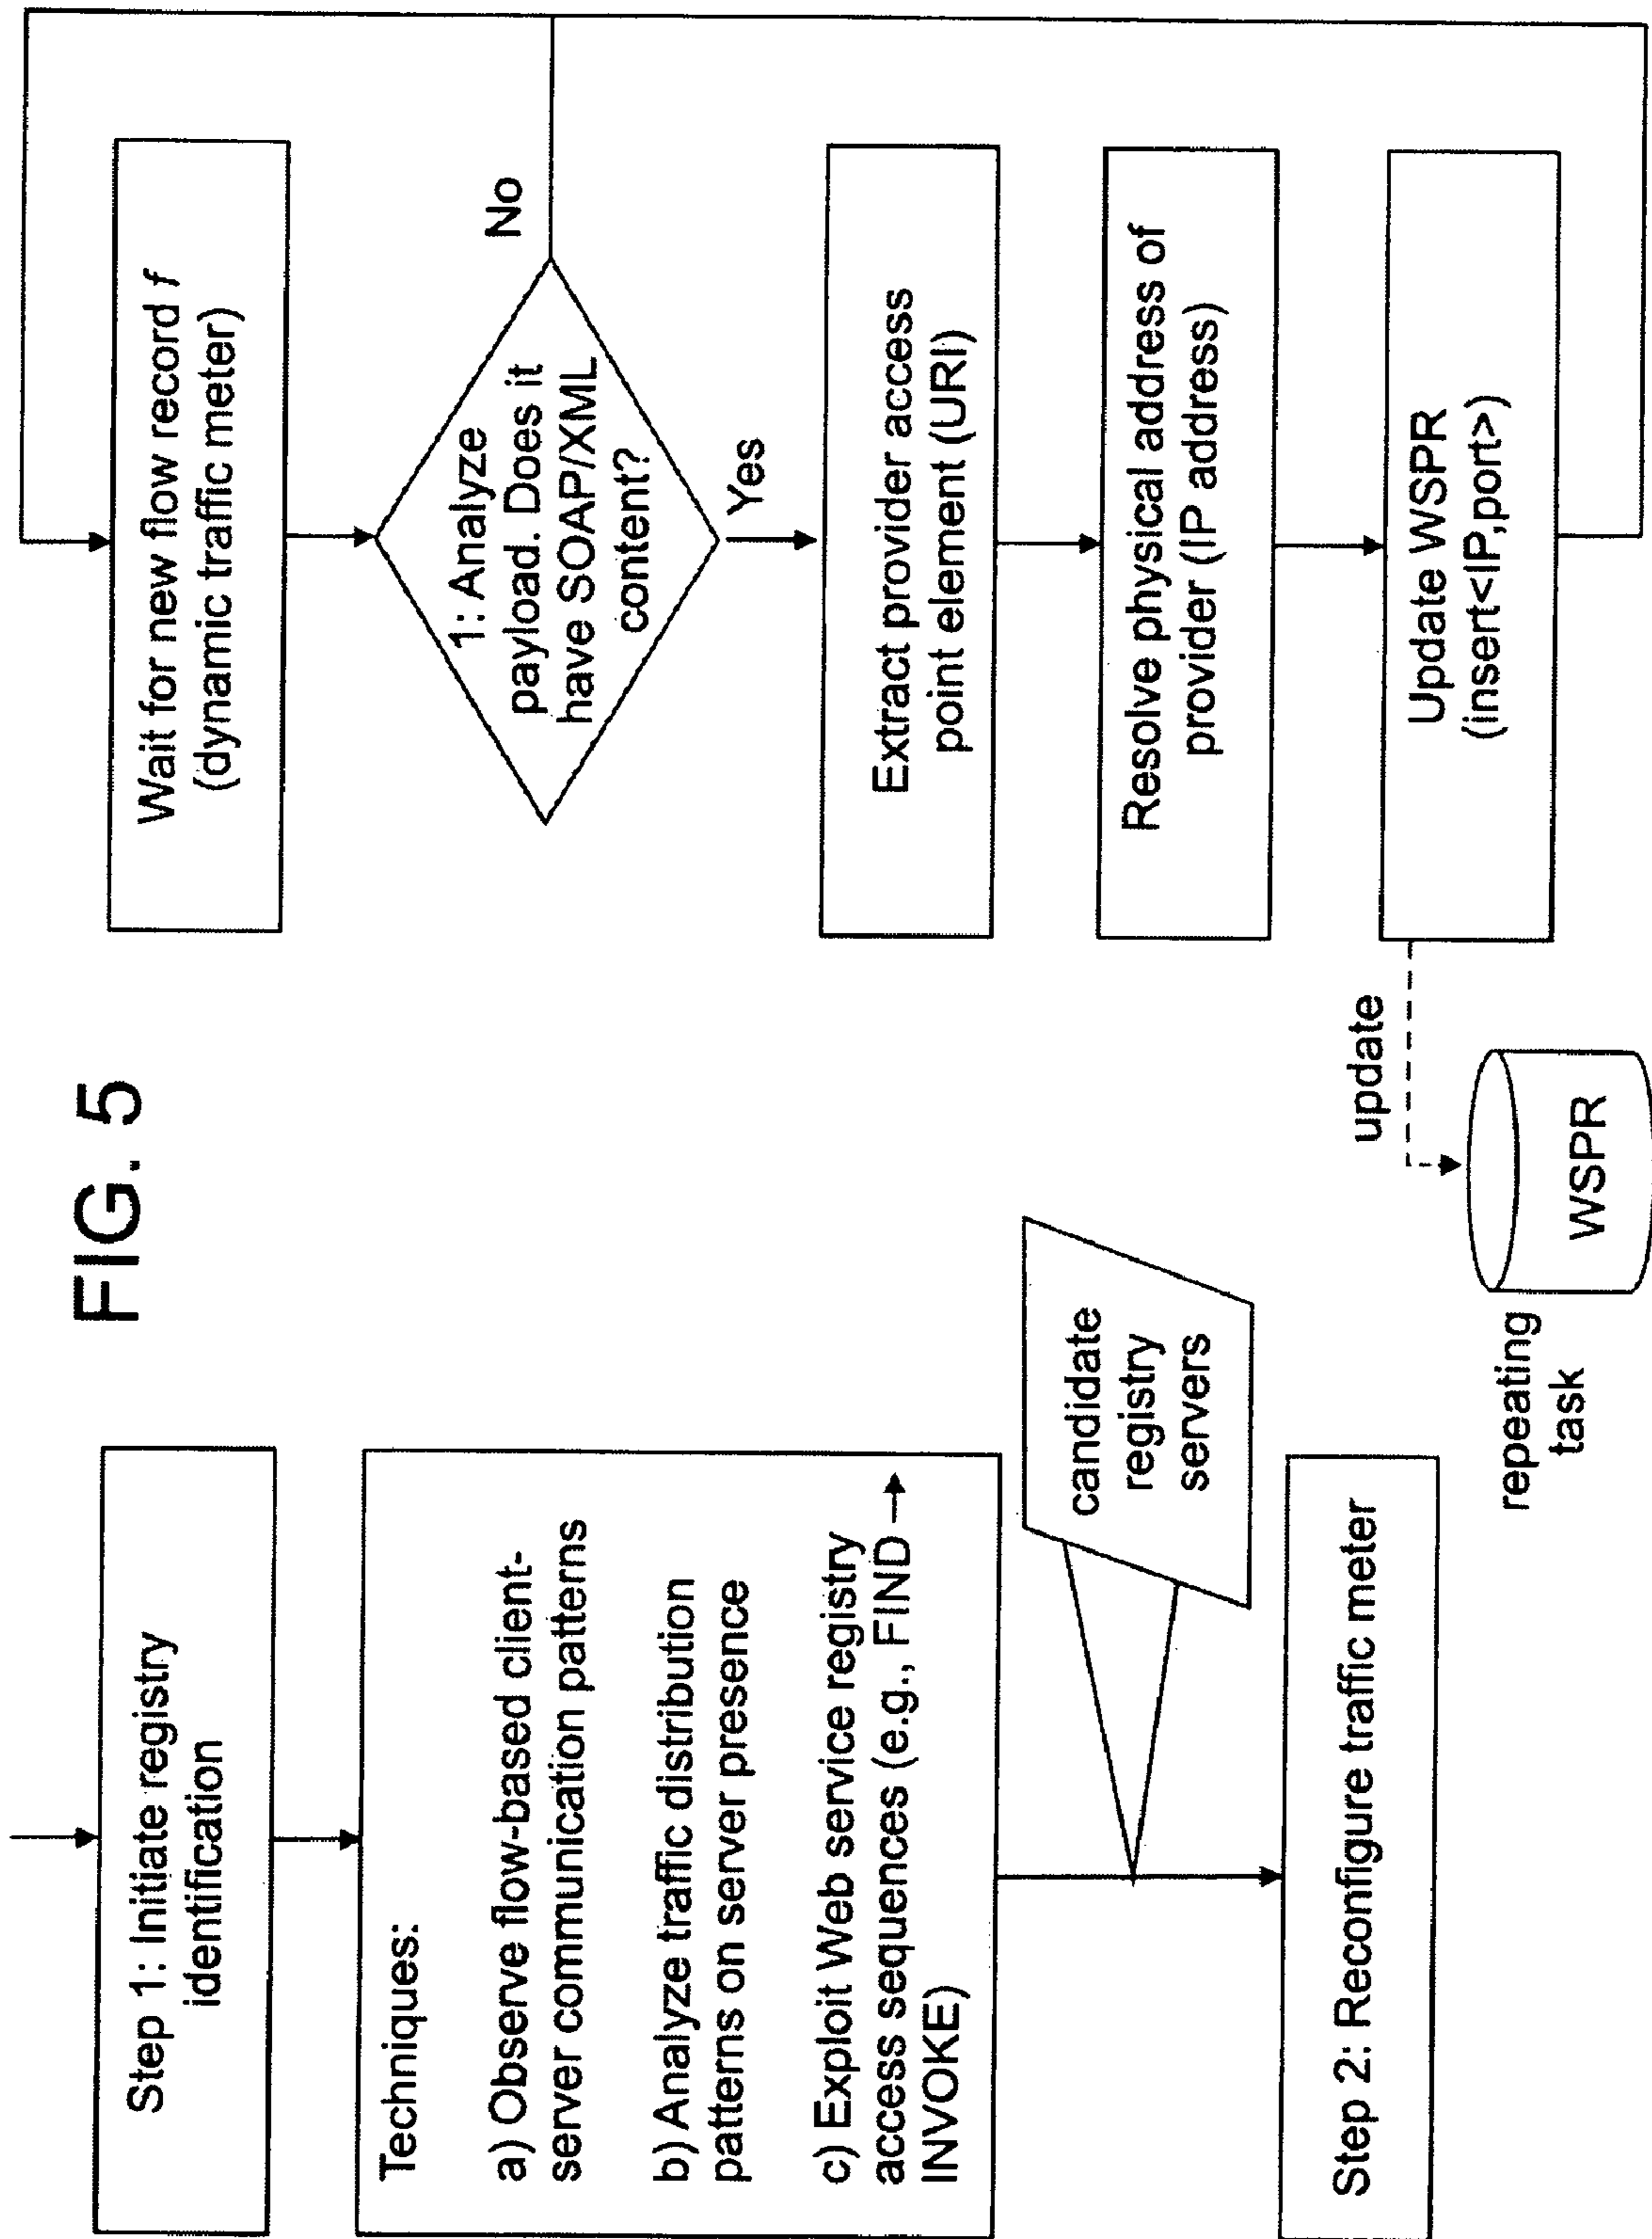 FIG. 5
Step 1: Initiate registry
identification
Techniques:
a) Observe flow-based client-
server communication patterns
b) Analyze traffic distribution
patterns on server presence
c) Exploit Web service registry
access sequences (e.g., FIND→
INVOKE)
candidate
registry
servers
Step 2: Reconfigure traffic meter
repeating
task
Wait for new flow record f
(dynamic traffic meter)
1: Analyze
payload. Does it
have SOAP/XML
content?
No
Yes
Extract provider access
point element (URI)
Resolve physical address of
provider (IP address)
Update WSPR
(insert<IP,port>)
update
WSPR